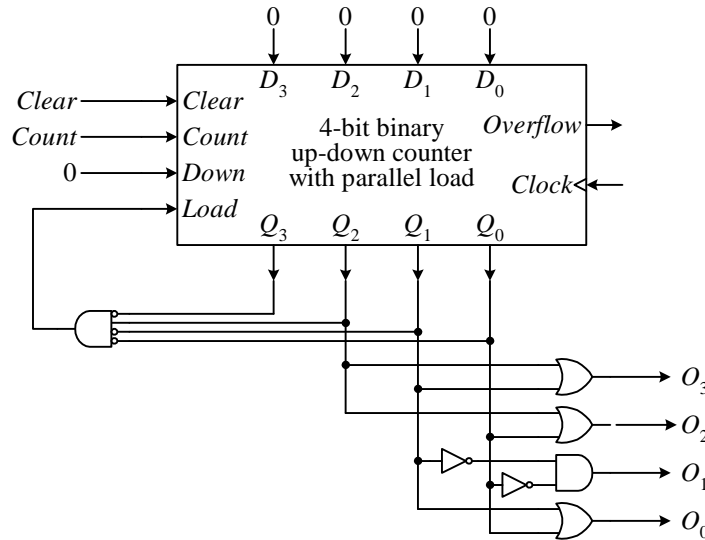 0 0 0 0
D3 D2 D1 D0
Clear Clear
Count Count
0 Down
Load
4-bit binary
up-down counter
with parallel load
Overflow
Clock
Q3 Q2 Q1 Q0
O3
O2
O1
O0